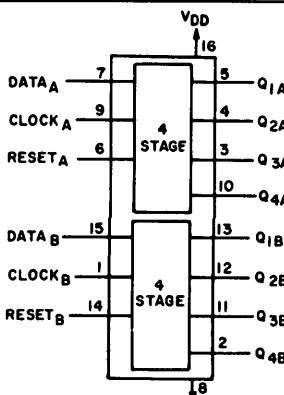 VDD
16
DATAA 7 5 Q1A
CLOCKA 9 4 Q2A
RESETA 6 3 Q3A
4
STAGE
10 Q4A
DATAB 15 13 Q1B
CLOCKB 1 12 Q2B
RESETB 14 11 Q3B
4
STAGE
2 Q4B
8